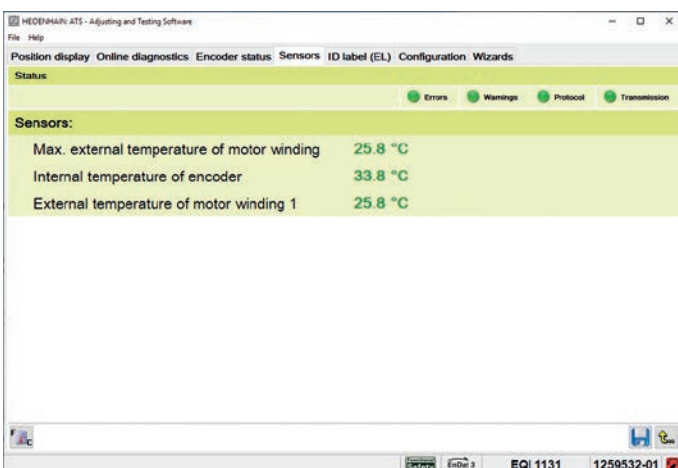 HEIDENHAIN: ATS - Adjusting and Testing Software
File Help
Position display Online diagnostics Encoder status Sensors ID label (EL) Configuration Wizards
Status
Errors Warnings Protocol Transmission
Sensors:
Max. external temperature of motor winding 25.8 °C
Internal temperature of encoder 33.8 °C
External temperature of motor winding 1 25.8 °C
F C
EnDat 3 EQI 1131 1259532-01